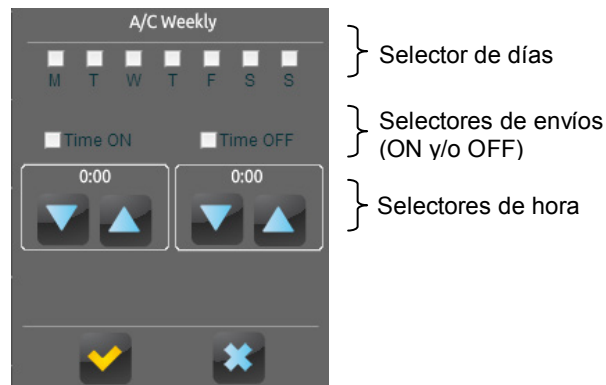 A/C Weekly
M T W T F S S
Selector de días
Time ON Time OFF
Selectores de envíos
(ON y/o OFF)
0:00 0:00
Selectores de hora